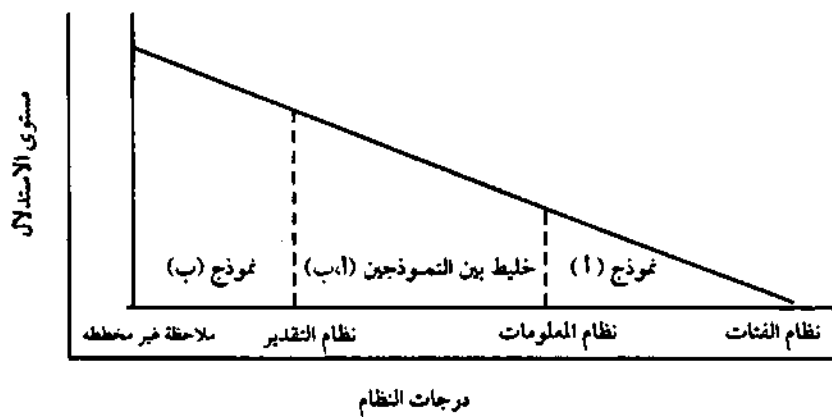 مستوى الاستدلال
نموذج (أ)
خليط بين النموذجين (أ،ب)
نموذج (ب)
نظام الفئات
نظام المعلومات
نظام التقدير
ملاحظة غير مخططه
درجات النظام